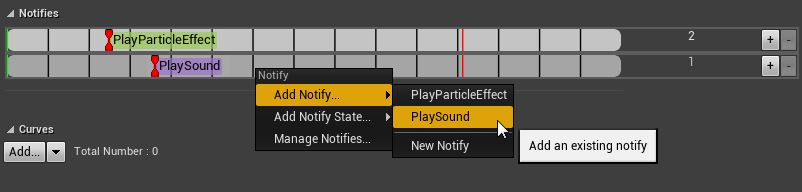 Notifies
PlayParticleEffect 2 + -
PlaySound 1 + -
Notify
Add Notify... PlayParticleEffect
Add Notify State... PlaySound
Manage Notifies... New Notify
Add an existing notify
Curves
Add... Total Number : 0